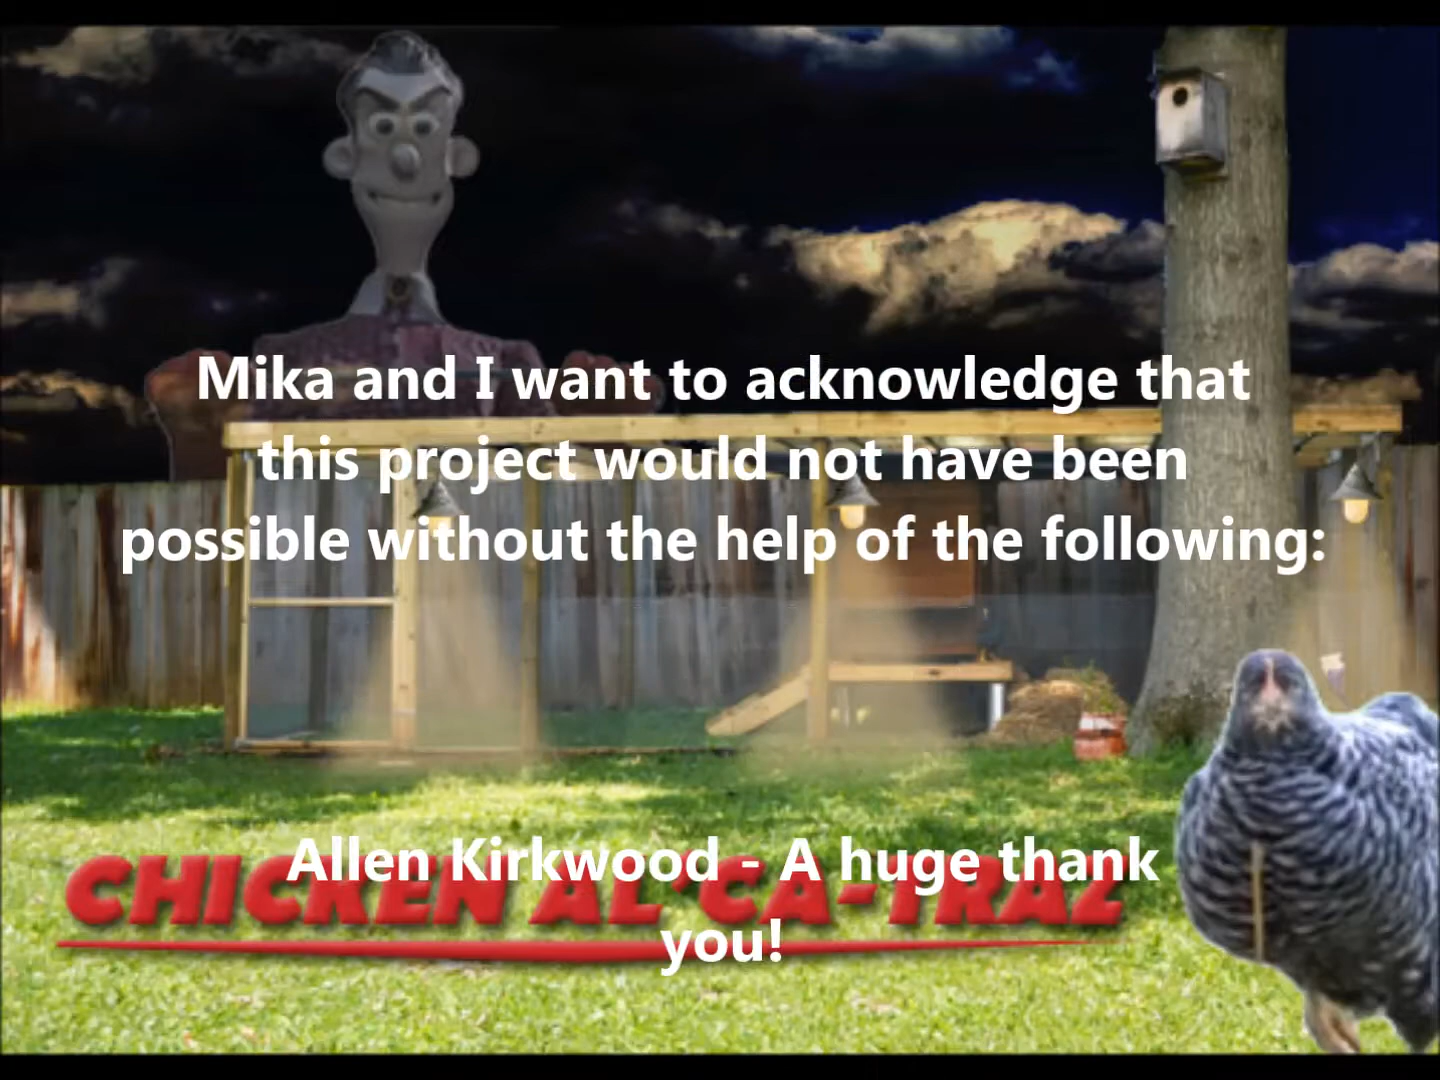 Mika and I want to acknowledge that
this project would not have been
possible without the help of the following:
Allen Kirkwood - A huge thank
you!
CHICKEN AL'CA-TRAZ